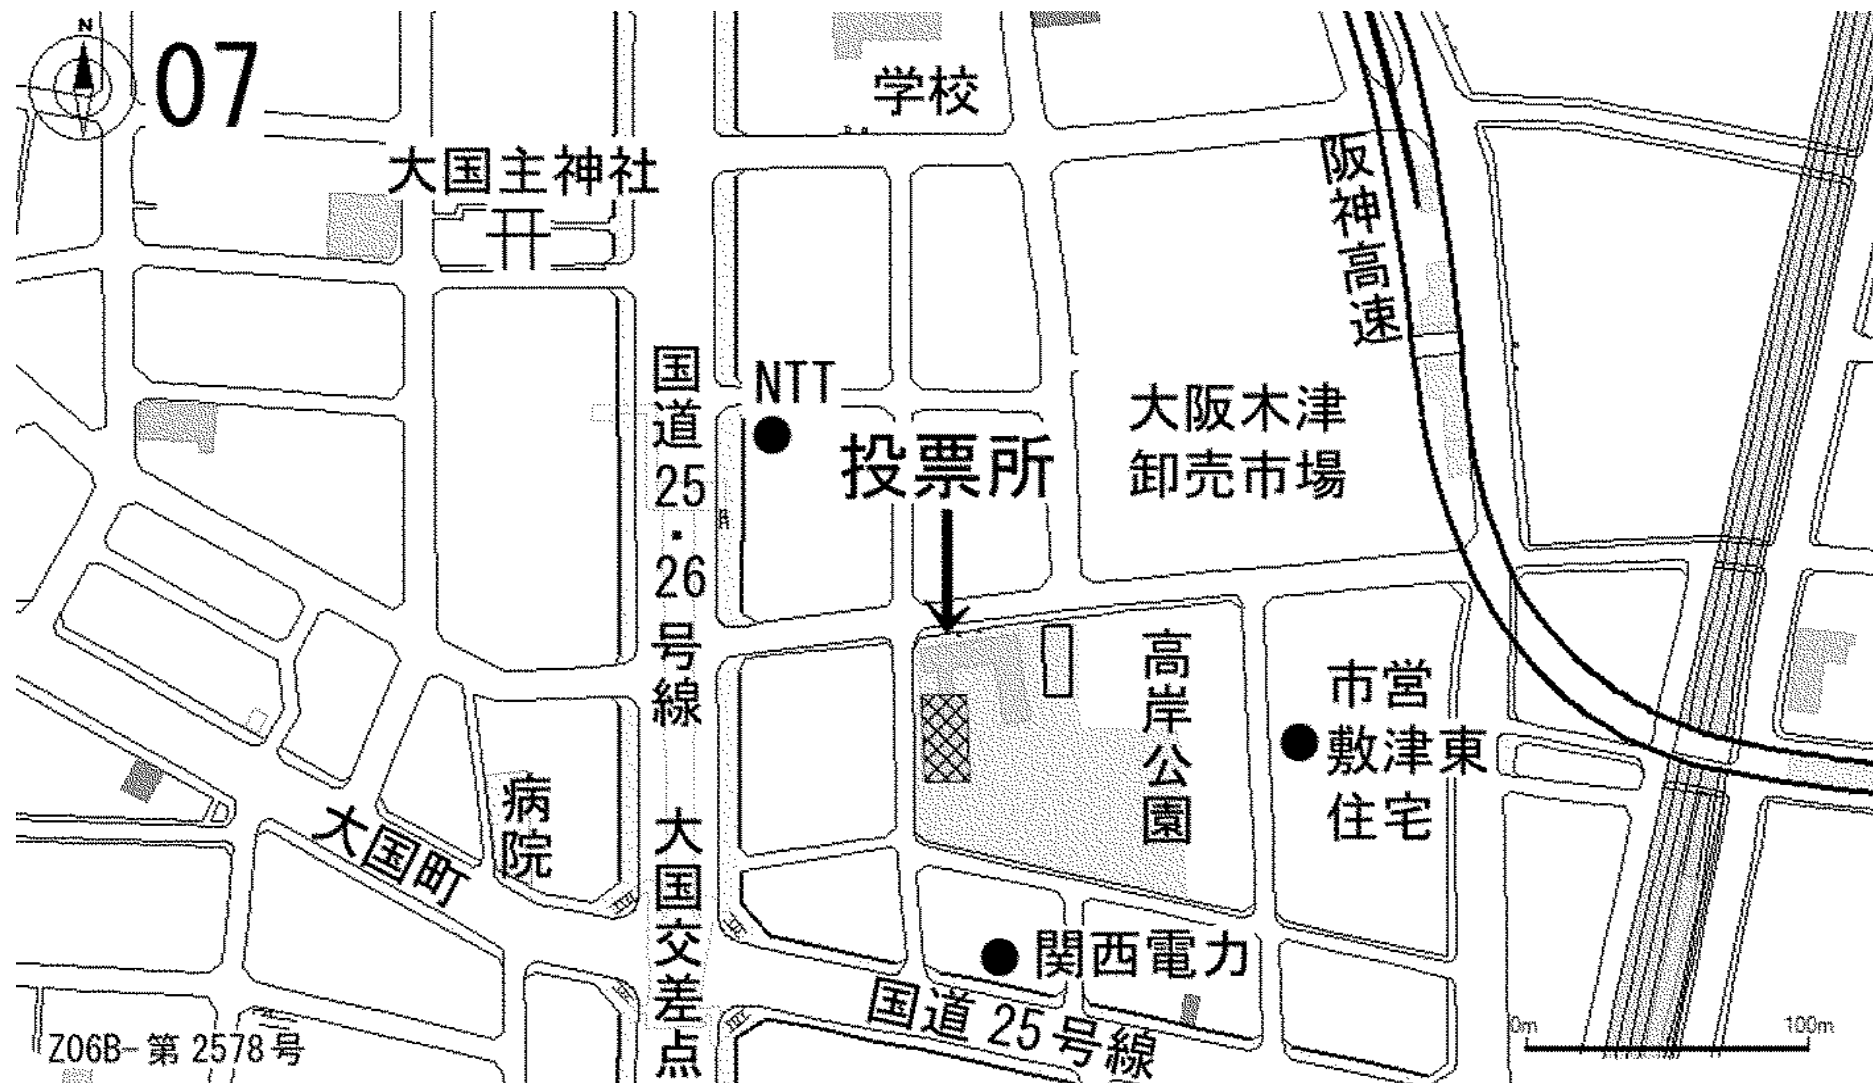 N
07
学校
大国主神社
阪神高速
国道25・26号線
NTT
大阪木津
卸売市場
投票所
高岸公園
市営
敷津東
住宅
病院
大国町
大国交差点
関西電力
国道25号線
0m
100m
Z06B-第2578号